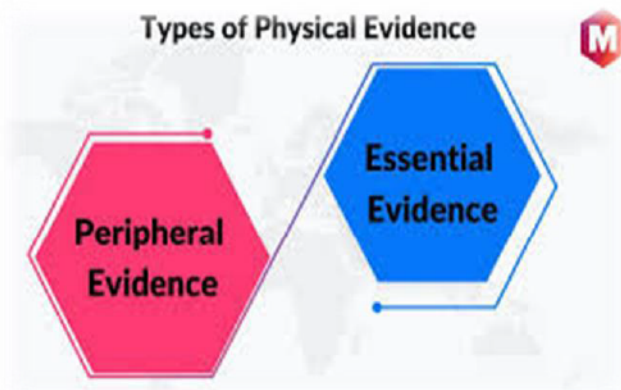 Types of Physical Evidence
M
Peripheral
Evidence
Essential
Evidence